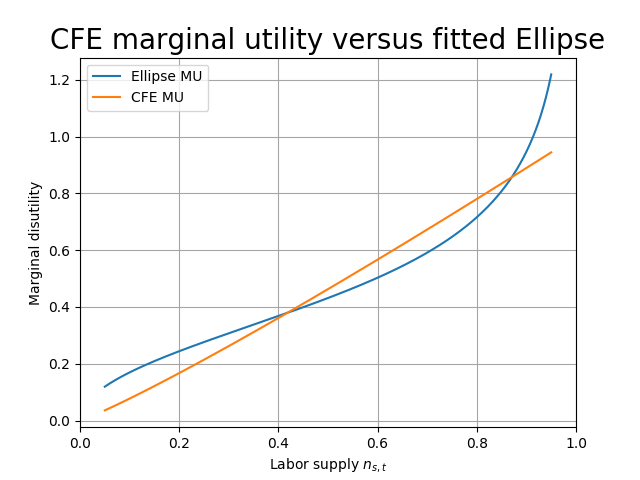 CFE marginal utility versus fitted Ellipse
Ellipse MU
CFE MU
Marginal disutility
1.2
1.0
0.8
0.6
0.4
0.2
0.0
0.0 0.2 0.4 0.6 0.8 1.0
Labor supply $n_{s,t}$